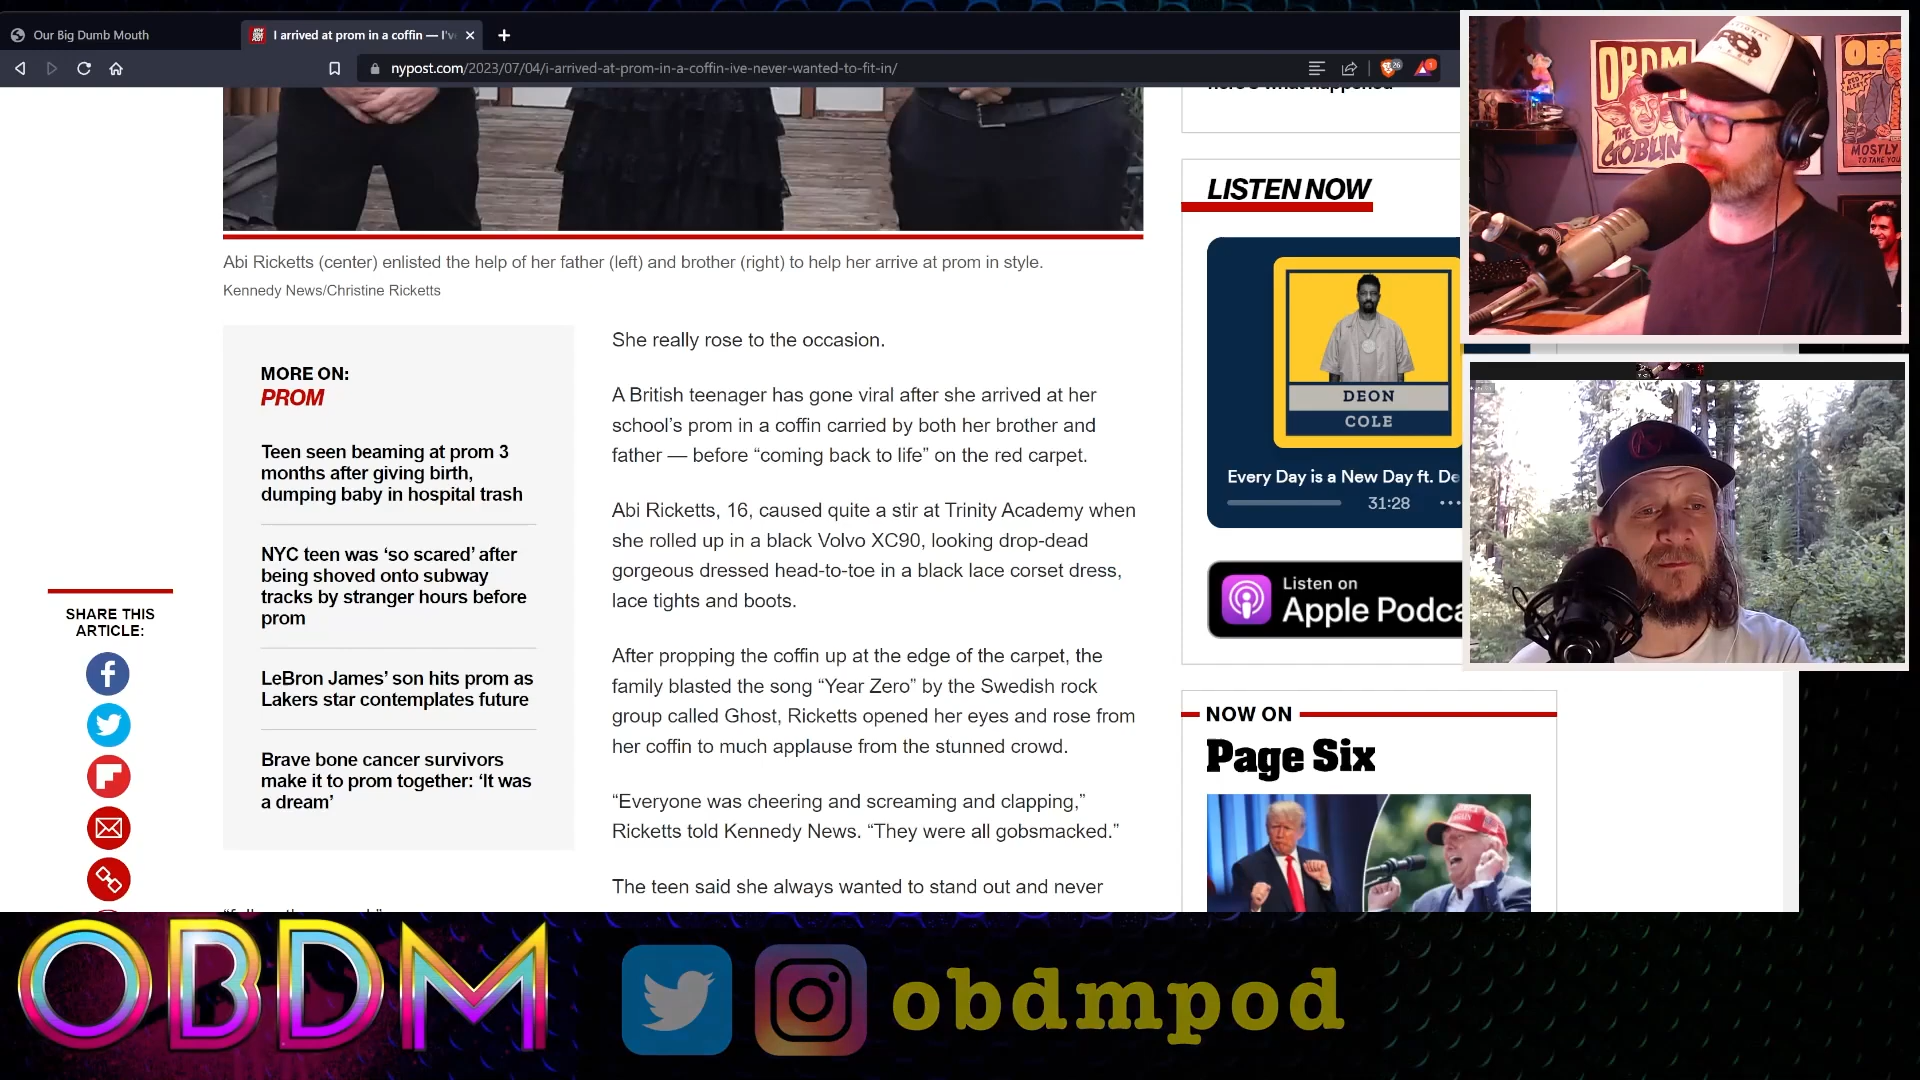 Our Big Dumb Mouth
I arrived at prom in a coffin — I've
nypost.com/2023/07/04/i-arrived-at-prom-in-a-coffin-ive-never-wanted-to-fit-in/
26
1
Abi Ricketts (center) enlisted the help of her father (left) and brother (right) to help her arrive at prom in style.
Kennedy News/Christine Ricketts
SHARE THIS
ARTICLE:
MORE ON:
PROM
Teen seen beaming at prom 3
months after giving birth,
dumping baby in hospital trash
NYC teen was ‘so scared’ after
being shoved onto subway
tracks by stranger hours before
prom
LeBron James’ son hits prom as
Lakers star contemplates future
Brave bone cancer survivors
make it to prom together: ‘It was
a dream’
She really rose to the occasion.
A British teenager has gone viral after she arrived at her
school’s prom in a coffin carried by both her brother and
father — before “coming back to life” on the red carpet.
Abi Ricketts, 16, caused quite a stir at Trinity Academy when
she rolled up in a black Volvo XC90, looking drop-dead
gorgeous dressed head-to-toe in a black lace corset dress,
lace tights and boots.
After propping the coffin up at the edge of the carpet, the
family blasted the song “Year Zero” by the Swedish rock
group called Ghost, Ricketts opened her eyes and rose from
her coffin to much applause from the stunned crowd.
“Everyone was cheering and screaming and clapping,”
Ricketts told Kennedy News. “They were all gobsmacked.”
The teen said she always wanted to stand out and never
here's what happened
LISTEN NOW
DEON
COLE
Every Day is a New Day ft. De
31:28
Listen on
Apple Podca
NOW ON
Page Six
OBDM
THE
GOBLIN
OB
MOSTLY
TO TAKE YOU
OBDM
obdmpod